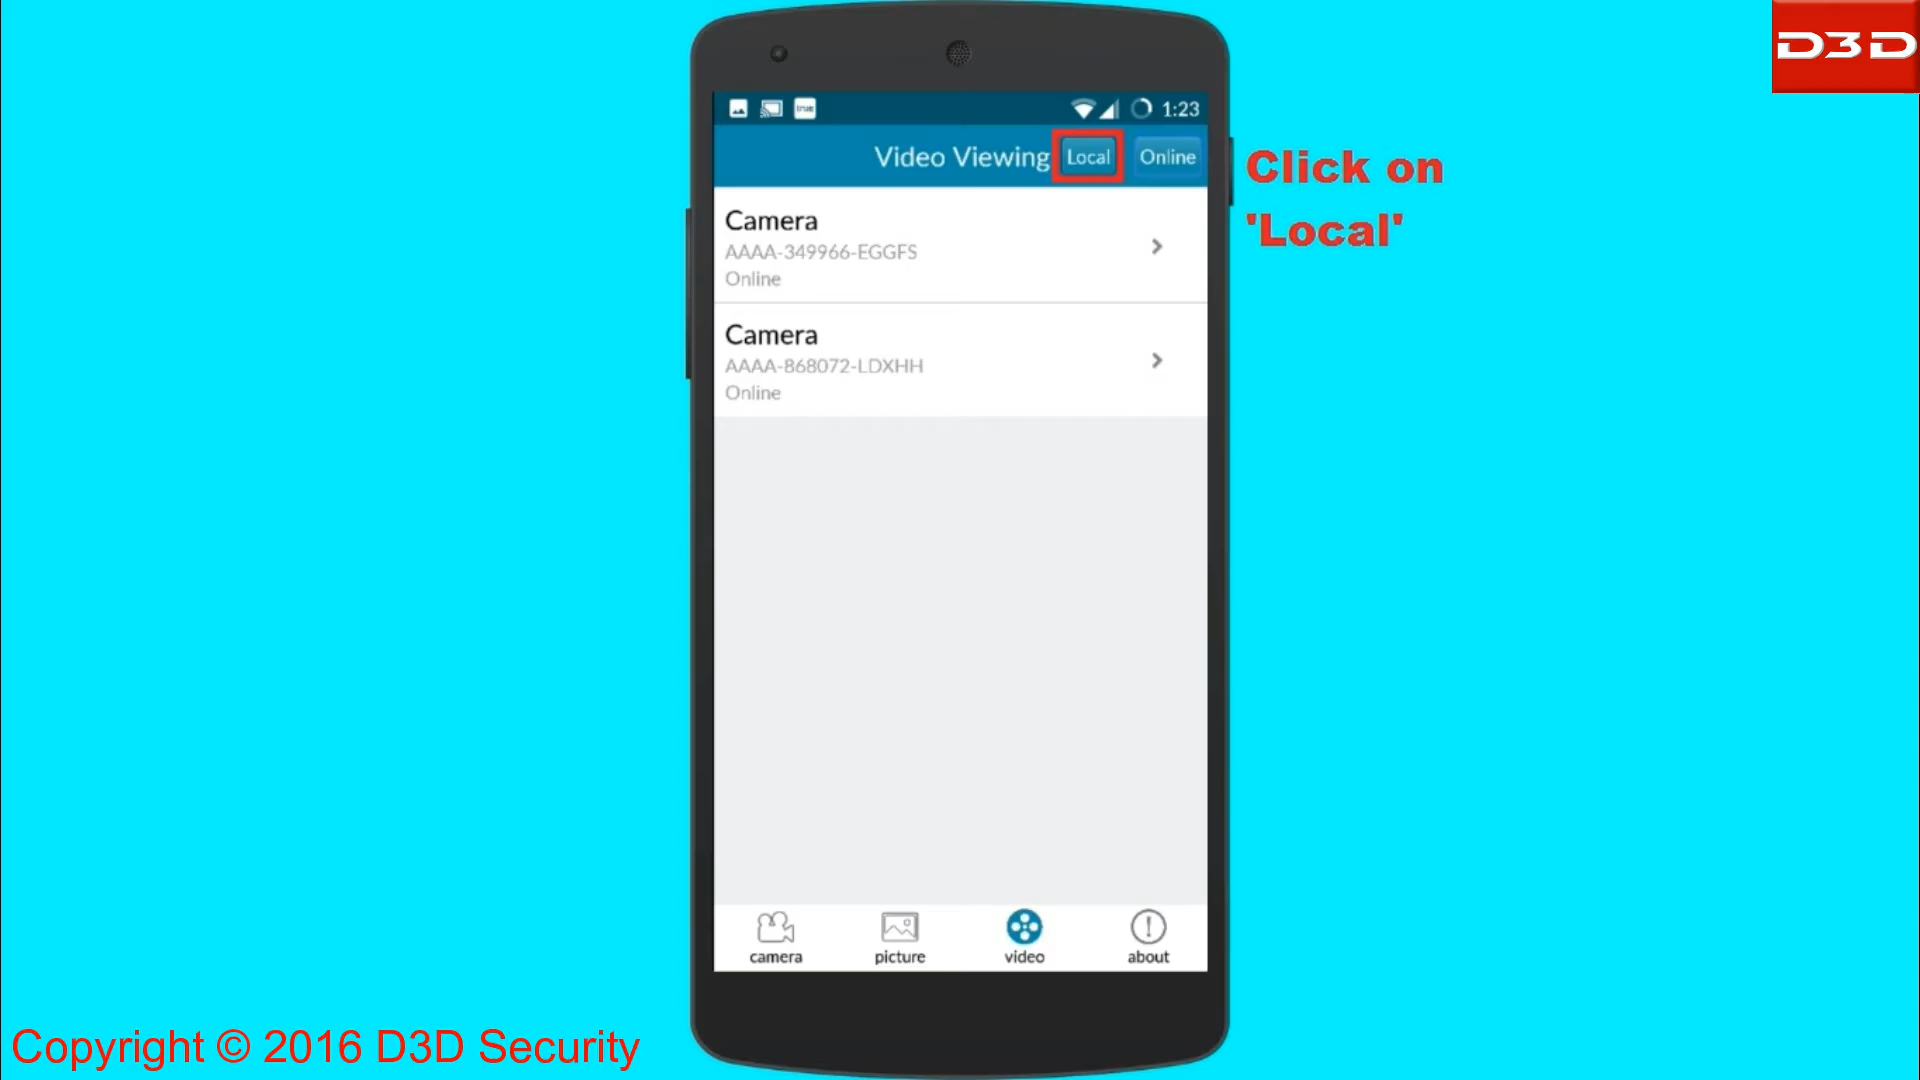 D3D
true
1:23
Video Viewing Local Online
Click on
'Local'
Camera
AAAA-349966-EGGFS
Online
Camera
AAAA-868072-LDXHH
Online
camera picture video about
Copyright © 2016 D3D Security